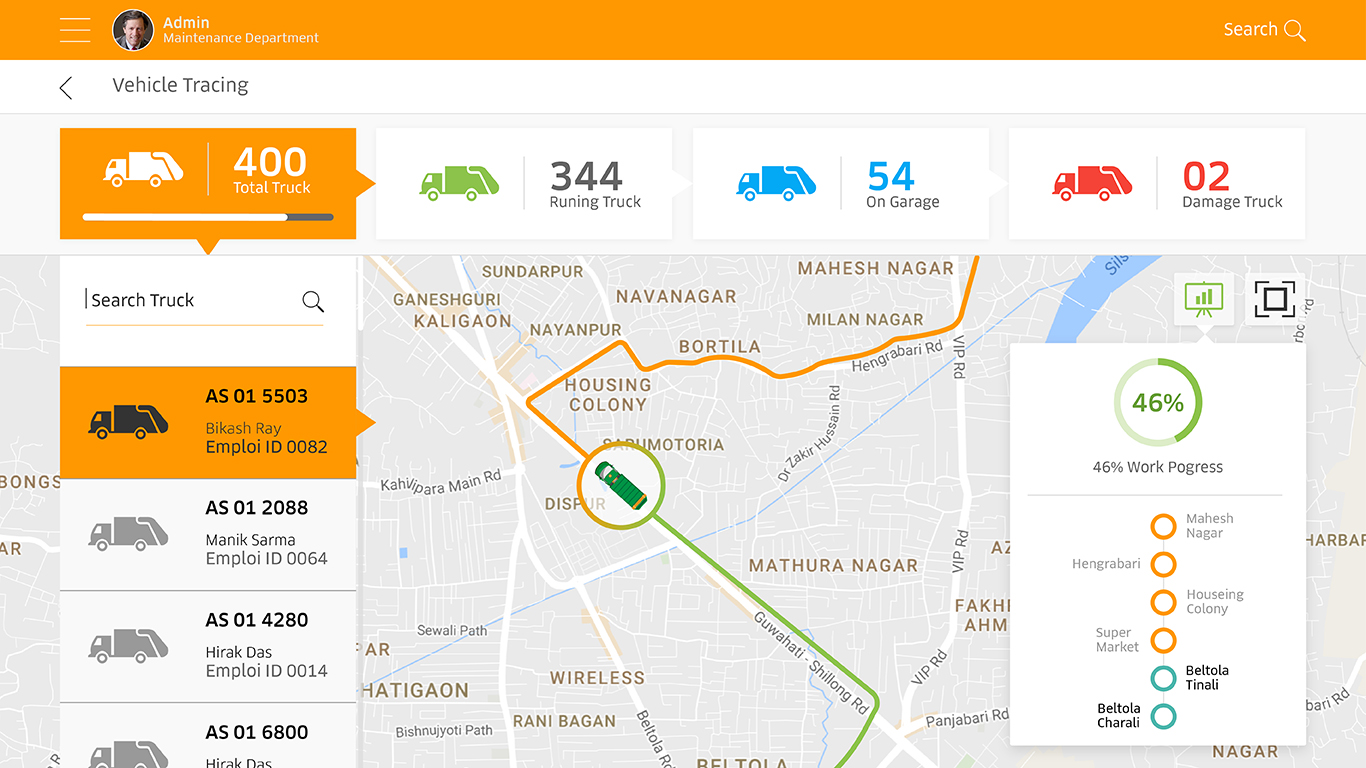 Admin
Maintenance Department
Search
Vehicle Tracing
400
Total Truck
344
Runing Truck
54
On Garage
02
Damage Truck
Search Truck
AS 01 5503
Bikash Ray
Emploi ID 0082
AS 01 2088
Manik Sarma
Emploi ID 0064
AS 01 4280
Hirak Das
Emploi ID 0014
AS 01 6800
Hirak Das
SUNDARPUR
MAHESH NAGAR
GANESHGURI
NAVANAGAR
KALIGAON
NAYANPUR
MILAN NAGAR
BORTILA
Hengrabari Rd
VIP Rd
HOUSING
COLONY
SARUMOTORIA
Dr Zakir Hussain Rd
Kahilipara Main Rd
DISPUR
BONGS
AR
MATHURA NAGAR
VIP Rd
AZ
HARBAR
FAKH
AHM
Guwahati - Shillong Rd
Sewali Path
AR
WIRELESS
VIP Rd
HATIGAON
RANI BAGAN
Bishnujyoti Path
Beltola Rd
Panjabari Rd
BELTOLA
NAGAR
46%
46% Work Pogress
Mahesh
Nagar
Hengrabari
Houseing
Colony
Super
Market
Beltola
Tinali
Beltola
Charali